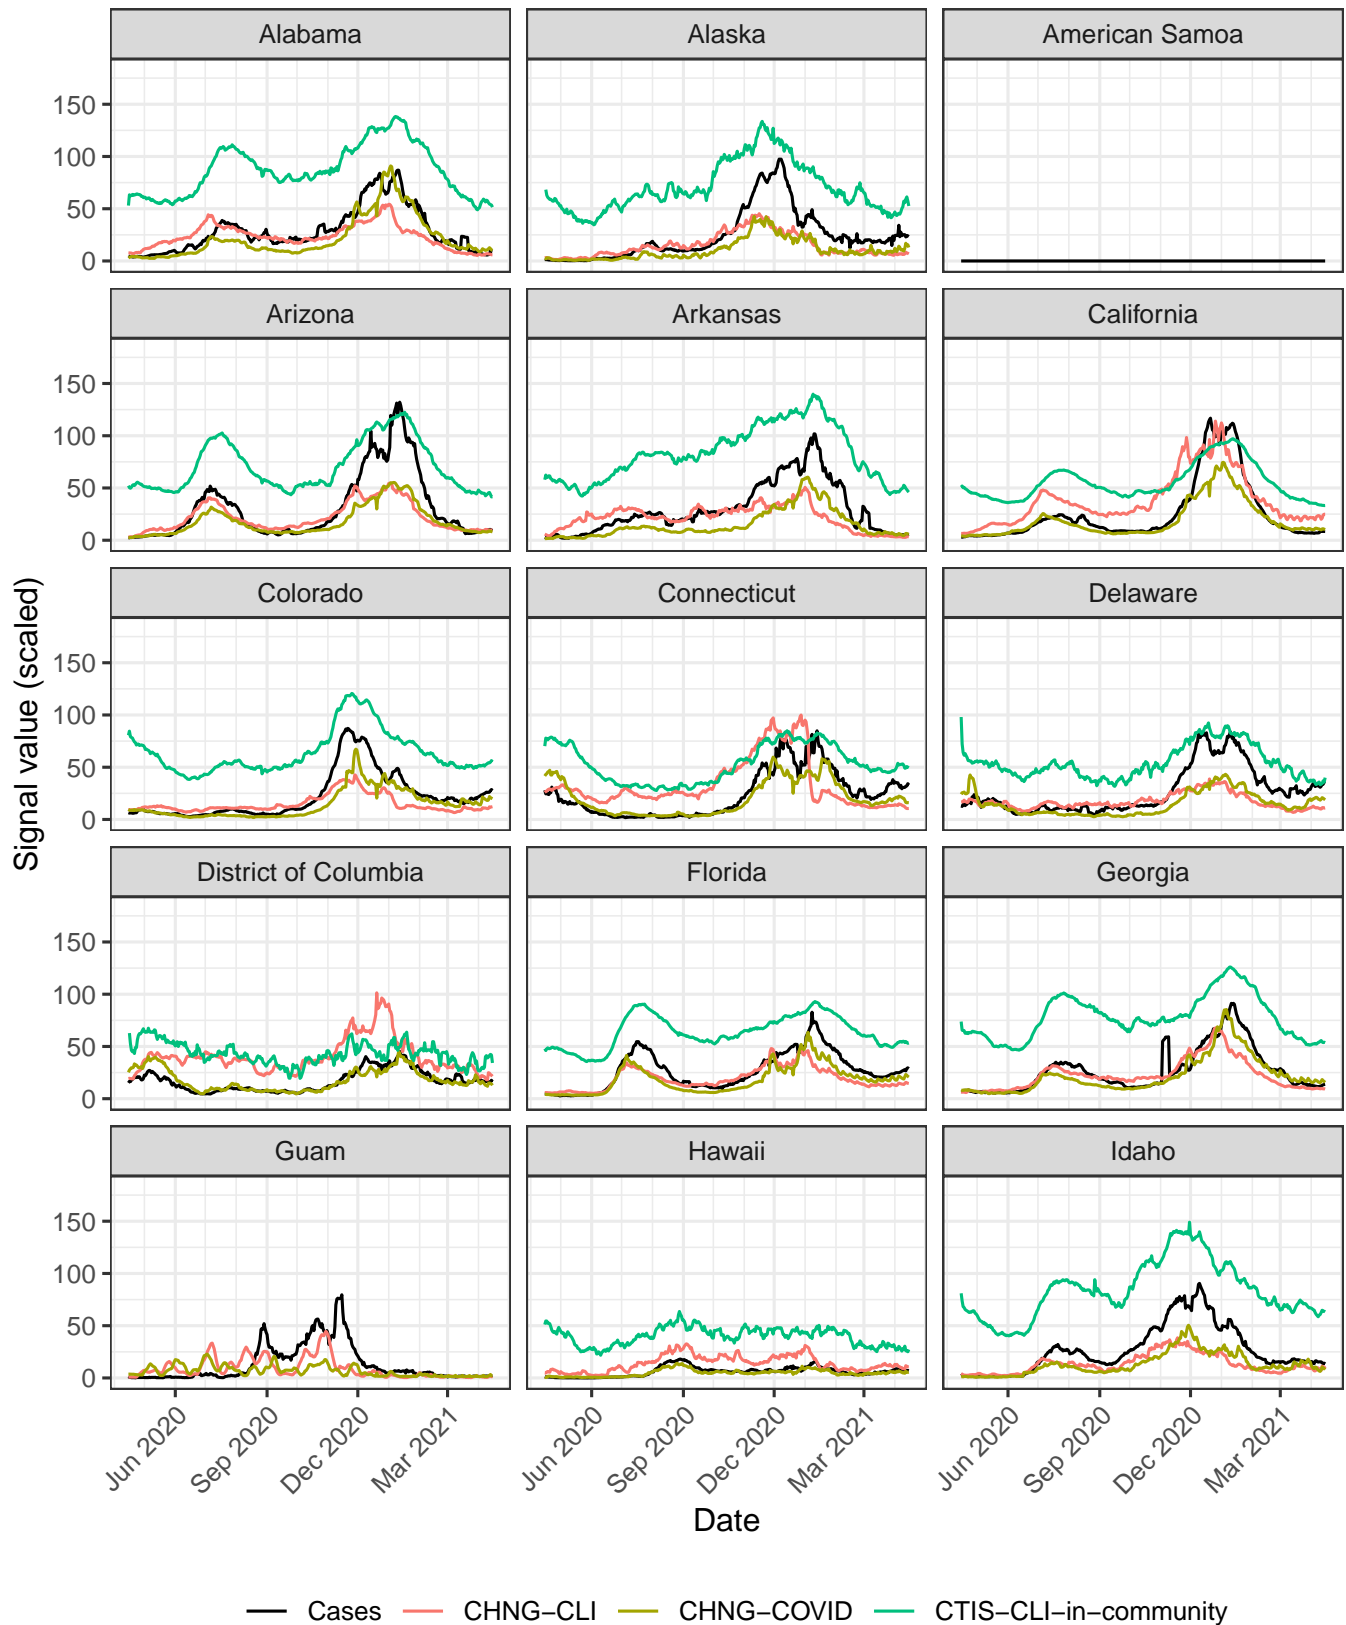 Alabama Alaska American Samoa
150
100
50
0
Arizona Arkansas California
150
100
50
0
Colorado Connecticut Delaware
150
100
50
0
District of Columbia Florida Georgia
150
100
50
0
Guam Hawaii Idaho
150
100
50
0
Signal value (scaled)
Jun 2020 Sep 2020 Dec 2020 Mar 2021 Jun 2020 Sep 2020 Dec 2020 Mar 2021 Jun 2020 Sep 2020 Dec 2020 Mar 2021
Date
Cases CHNG−CLI CHNG−COVID CTIS−CLI−in−community